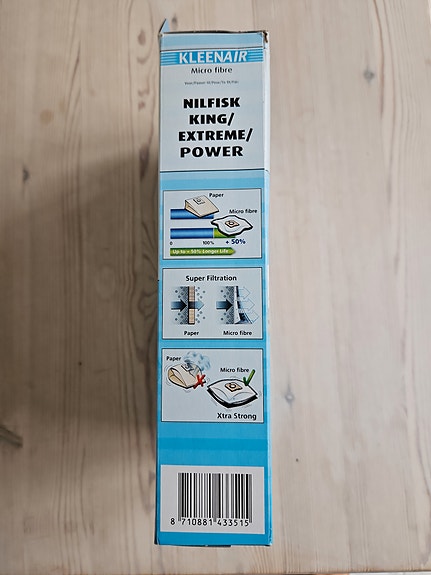 KLEENAIR
Micro fibre
NILFISK
KING/
EXTREME/
POWER
Paper
Micro fibre
0 100% + 50%
Up to + 50% Longer Life
Super Filtration
Paper Micro fibre
Paper
Micro fibre
Xtra Strong
8 710881 433515